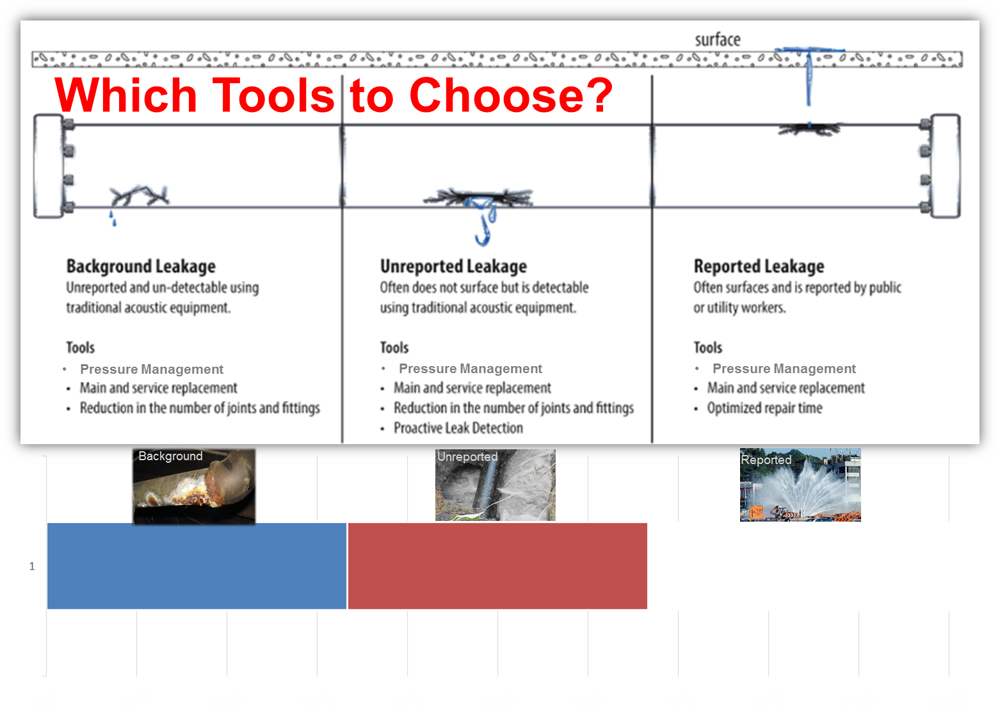 surface
Which Tools to Choose?
Background Leakage
Unreported and un-detectable using
traditional acoustic equipment.
Tools
• Pressure Management
• Main and service replacement
• Reduction in the number of joints and fittings
Unreported Leakage
Often does not surface but is detectable
using traditional acoustic equipment.
Tools
• Pressure Management
• Main and service replacement
• Reduction in the number of joints and fittings
• Proactive Leak Detection
Reported Leakage
Often surfaces and is reported by public
or utility workers.
Tools
• Pressure Management
• Main and service replacement
• Optimized repair time
Background
Unreported
Reported
1